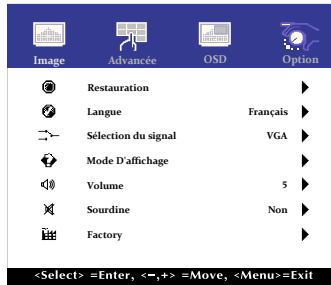 Image Advancée OSD Option
Restauration
Langue Français
Sélection du signal VGA
Mode D'affichage
Volume 5
Sourdine Non
Factory
<Select> =Enter, <−,+> =Move, <Menu>=Exit